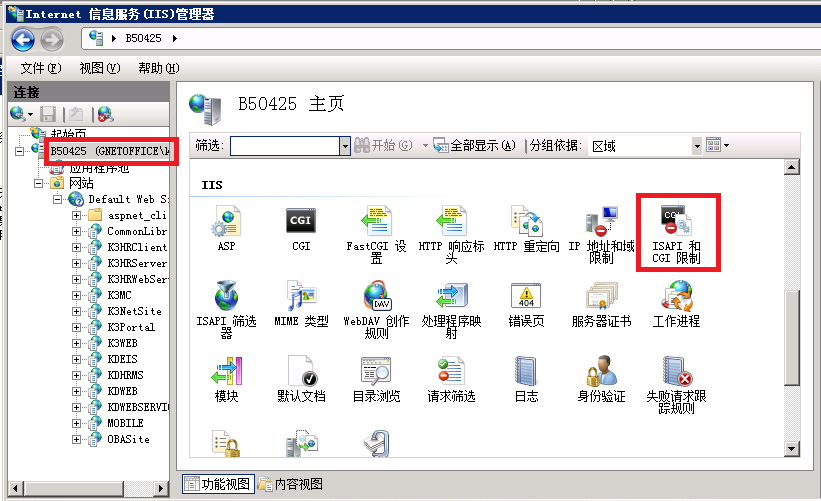 Internet 信息服务(IIS)管理器
B50425
文件(F) 视图(V) 帮助(H)
连接
起始页
B50425 (GNETOFFICE\
应用程序池
网站
Default Web S
aspnet_cli
CommonLibr
K3HRClient
K3HRServer
K3HRWebSer
K3MC
K3NetSite
K3Portal
K3WEB
KDEIS
KDHRMS
KDWEB
KDWEBSERVI
MOBILE
OBASite
B50425 主页
筛选: 开始(G) 全部显示(A) 分组依据: 区域
IIS
ASP
CGI
FastCGI 设
置
HTTP 响应标
头
HTTP 重定向
IP 地址和域
限制
ISAPI 和
CGI 限制
ISAPI 筛选
器
MIME 类型
WebDAV 创作
规则
处理程序映
射
错误页
服务器证书
工作进程
模块
默认文档
目录浏览
请求筛选
日志
身份验证
失败请求跟
踪规则
CGI
CGI
DAV
404
功能视图 内容视图